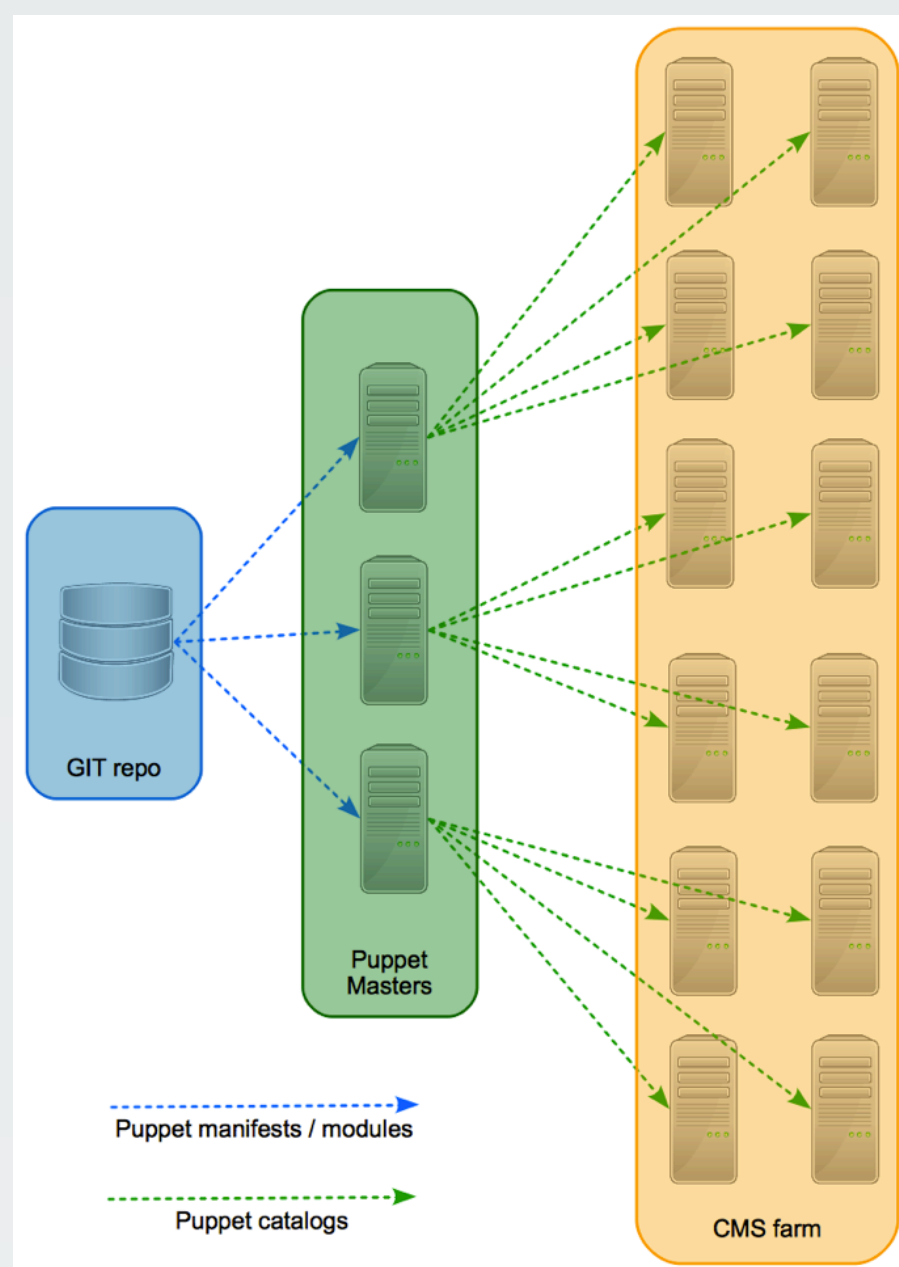 GIT repo
Puppet
Masters
Puppet manifests / modules
Puppet catalogs
CMS farm